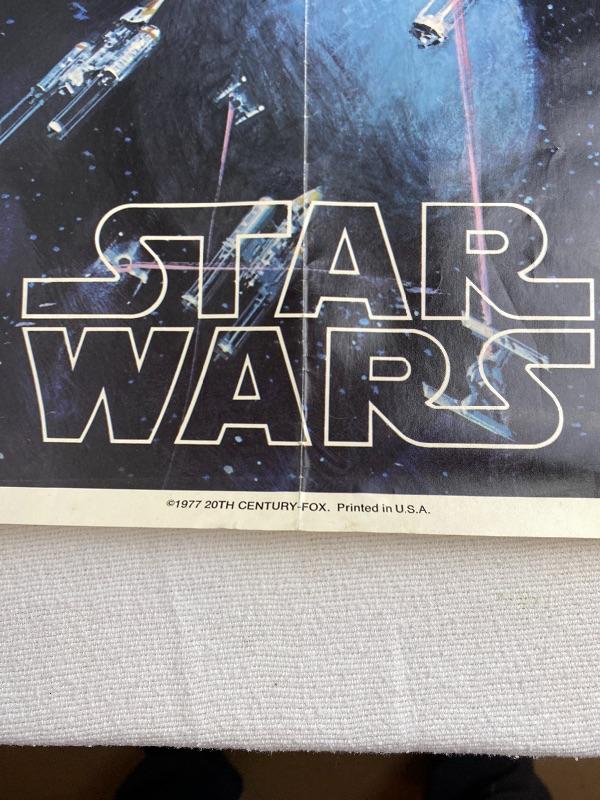 STAR
WARS
©1977 20TH CENTURY-FOX. Printed in U.S.A.